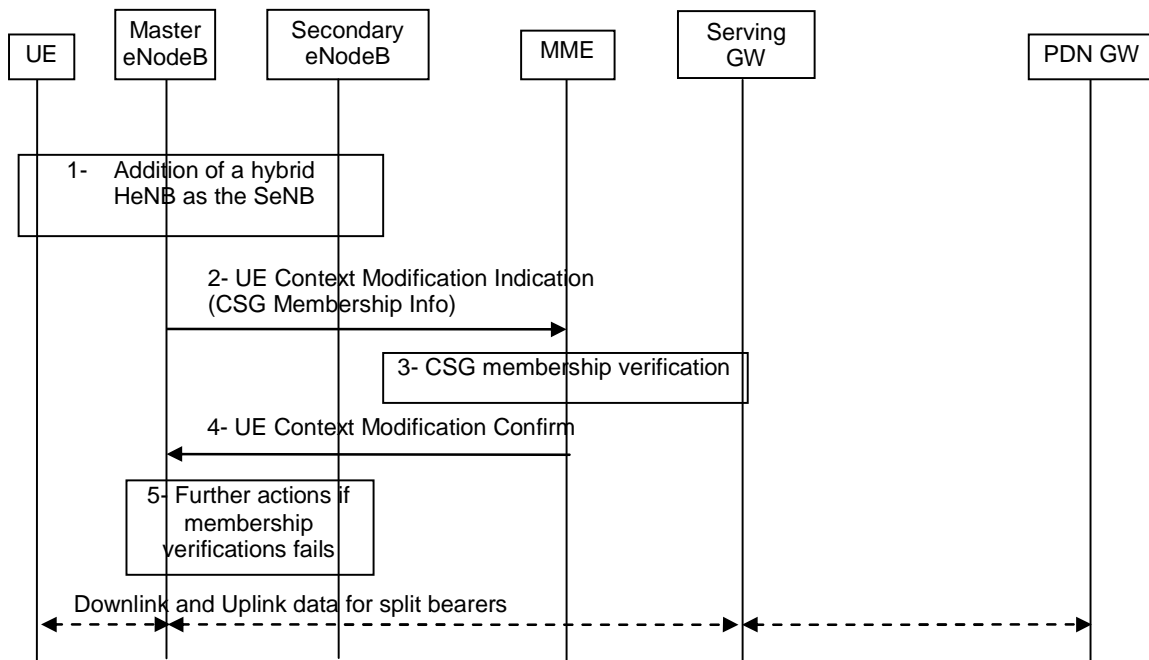 UE
Master
eNodeB
Secondary
eNodeB
MME
Serving
GW
PDN GW
1- Addition of a hybrid
HeNB as the SeNB
2- UE Context Modification Indication
(CSG Membership Info)
3- CSG membership verification
4- UE Context Modification Confirm
5- Further actions if
membership
verifications fails
Downlink and Uplink data for split bearers